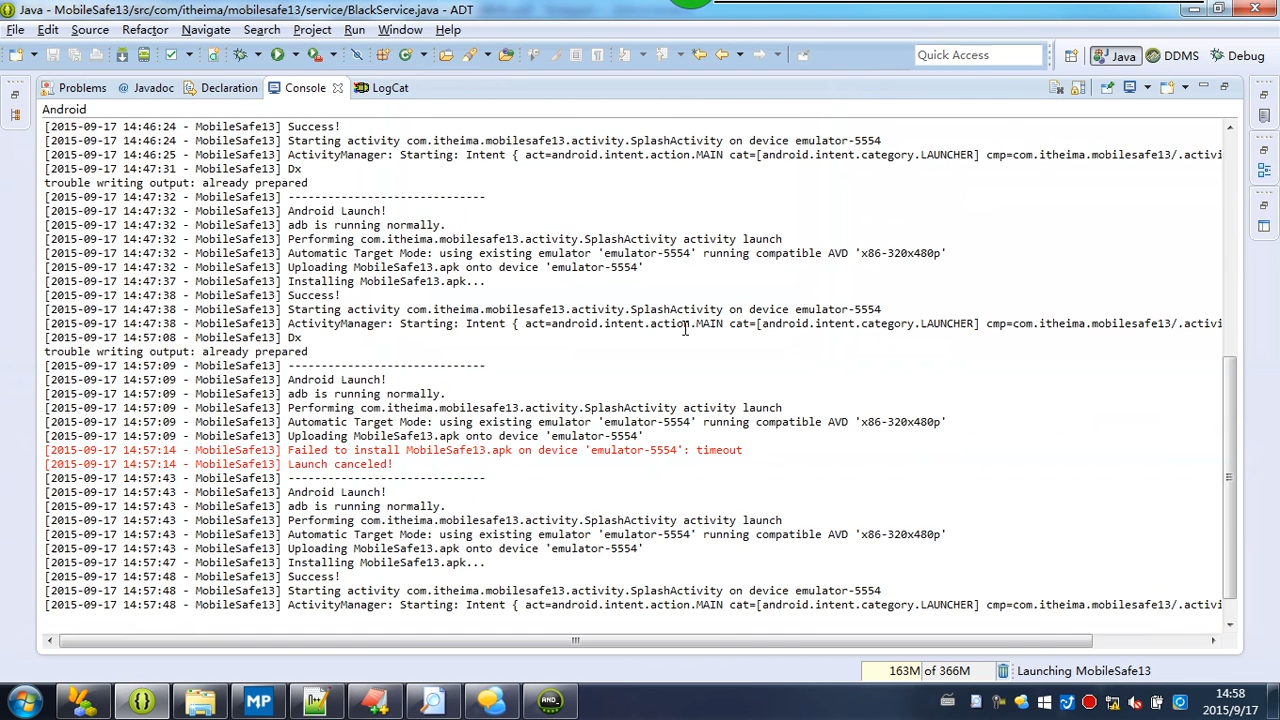 Java - MobileSafe13/src/com/itheima/mobilesafe13/service/BlackService.java - ADT
File Edit Source Refactor Navigate Search Project Run Window Help
Quick Access
Java
DDMS
Debug
Problems
Javadoc
Declaration
Console
LogCat
Android
[2015-09-17 14:46:24 - MobileSafe13] Success!
[2015-09-17 14:46:24 - MobileSafe13] Starting activity com.itheima.mobilesafe13.activity.SplashActivity on device emulator-5554
[2015-09-17 14:46:25 - MobileSafe13] ActivityManager: Starting: Intent { act=android.intent.action.MAIN cat=[android.intent.category.LAUNCHER] cmp=com.itheima.mobilesafe13/.activi
[2015-09-17 14:47:31 - MobileSafe13] Dx
trouble writing output: already prepared
[2015-09-17 14:47:32 - MobileSafe13] ------------------------------
[2015-09-17 14:47:32 - MobileSafe13] Android Launch!
[2015-09-17 14:47:32 - MobileSafe13] adb is running normally.
[2015-09-17 14:47:32 - MobileSafe13] Performing com.itheima.mobilesafe13.activity.SplashActivity activity launch
[2015-09-17 14:47:32 - MobileSafe13] Automatic Target Mode: using existing emulator 'emulator-5554' running compatible AVD 'x86-320x480p'
[2015-09-17 14:47:32 - MobileSafe13] Uploading MobileSafe13.apk onto device 'emulator-5554'
[2015-09-17 14:47:37 - MobileSafe13] Installing MobileSafe13.apk...
[2015-09-17 14:47:38 - MobileSafe13] Success!
[2015-09-17 14:47:38 - MobileSafe13] Starting activity com.itheima.mobilesafe13.activity.SplashActivity on device emulator-5554
[2015-09-17 14:47:38 - MobileSafe13] ActivityManager: Starting: Intent { act=android.intent.action.MAIN cat=[android.intent.category.LAUNCHER] cmp=com.itheima.mobilesafe13/.activi
[2015-09-17 14:57:08 - MobileSafe13] Dx
trouble writing output: already prepared
[2015-09-17 14:57:09 - MobileSafe13] ------------------------------
[2015-09-17 14:57:09 - MobileSafe13] Android Launch!
[2015-09-17 14:57:09 - MobileSafe13] adb is running normally.
[2015-09-17 14:57:09 - MobileSafe13] Performing com.itheima.mobilesafe13.activity.SplashActivity activity launch
[2015-09-17 14:57:09 - MobileSafe13] Automatic Target Mode: using existing emulator 'emulator-5554' running compatible AVD 'x86-320x480p'
[2015-09-17 14:57:09 - MobileSafe13] Uploading MobileSafe13.apk onto device 'emulator-5554'
[2015-09-17 14:57:14 - MobileSafe13] Failed to install MobileSafe13.apk on device 'emulator-5554': timeout
[2015-09-17 14:57:14 - MobileSafe13] Launch canceled!
[2015-09-17 14:57:43 - MobileSafe13] ------------------------------
[2015-09-17 14:57:43 - MobileSafe13] Android Launch!
[2015-09-17 14:57:43 - MobileSafe13] adb is running normally.
[2015-09-17 14:57:43 - MobileSafe13] Performing com.itheima.mobilesafe13.activity.SplashActivity activity launch
[2015-09-17 14:57:43 - MobileSafe13] Automatic Target Mode: using existing emulator 'emulator-5554' running compatible AVD 'x86-320x480p'
[2015-09-17 14:57:43 - MobileSafe13] Uploading MobileSafe13.apk onto device 'emulator-5554'
[2015-09-17 14:57:47 - MobileSafe13] Installing MobileSafe13.apk...
[2015-09-17 14:57:48 - MobileSafe13] Success!
[2015-09-17 14:57:48 - MobileSafe13] Starting activity com.itheima.mobilesafe13.activity.SplashActivity on device emulator-5554
[2015-09-17 14:57:48 - MobileSafe13] ActivityManager: Starting: Intent { act=android.intent.action.MAIN cat=[android.intent.category.LAUNCHER] cmp=com.itheima.mobilesafe13/.activi
163M of 366M
Launching MobileSafe13
MP
AND_
14:58
2015/9/17